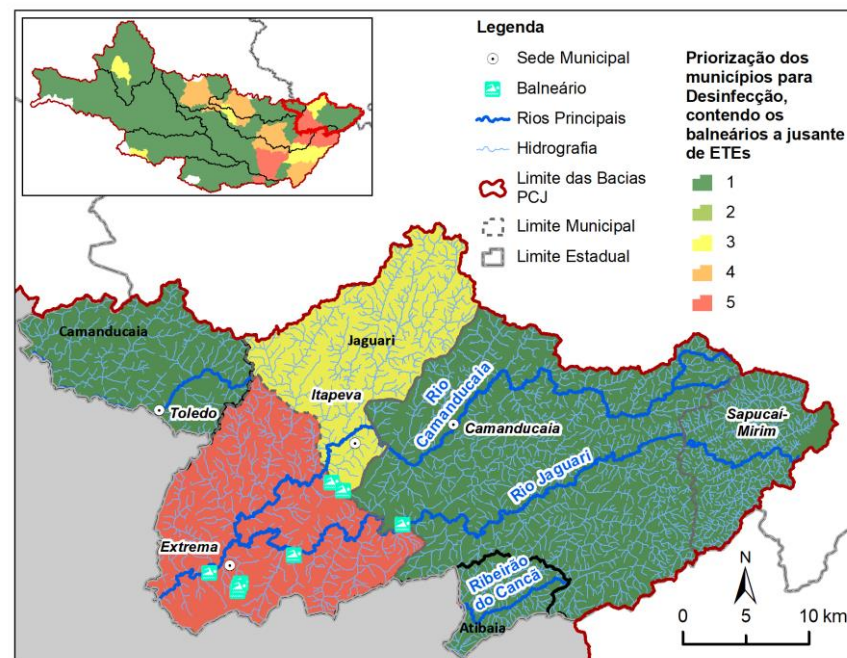 Legenda
Sede Municipal
Balneário
Rios Principais
Hidrografia
Limite das Bacias
PCJ
Limite Municipal
Limite Estadual
Priorização dos
municípios para
Desinfecção,
contendo os
balneários a jusante
de ETEs
1
2
3
4
5
Camanducaia
Jaguari
Toledo
Itapeva
Rio
Camanducaia
Camanducaia
Sapucaí-
Mirim
Rio Jaguari
Extrema
Ribeirão
do Cancã
Atibaia
N
0 5 10 km